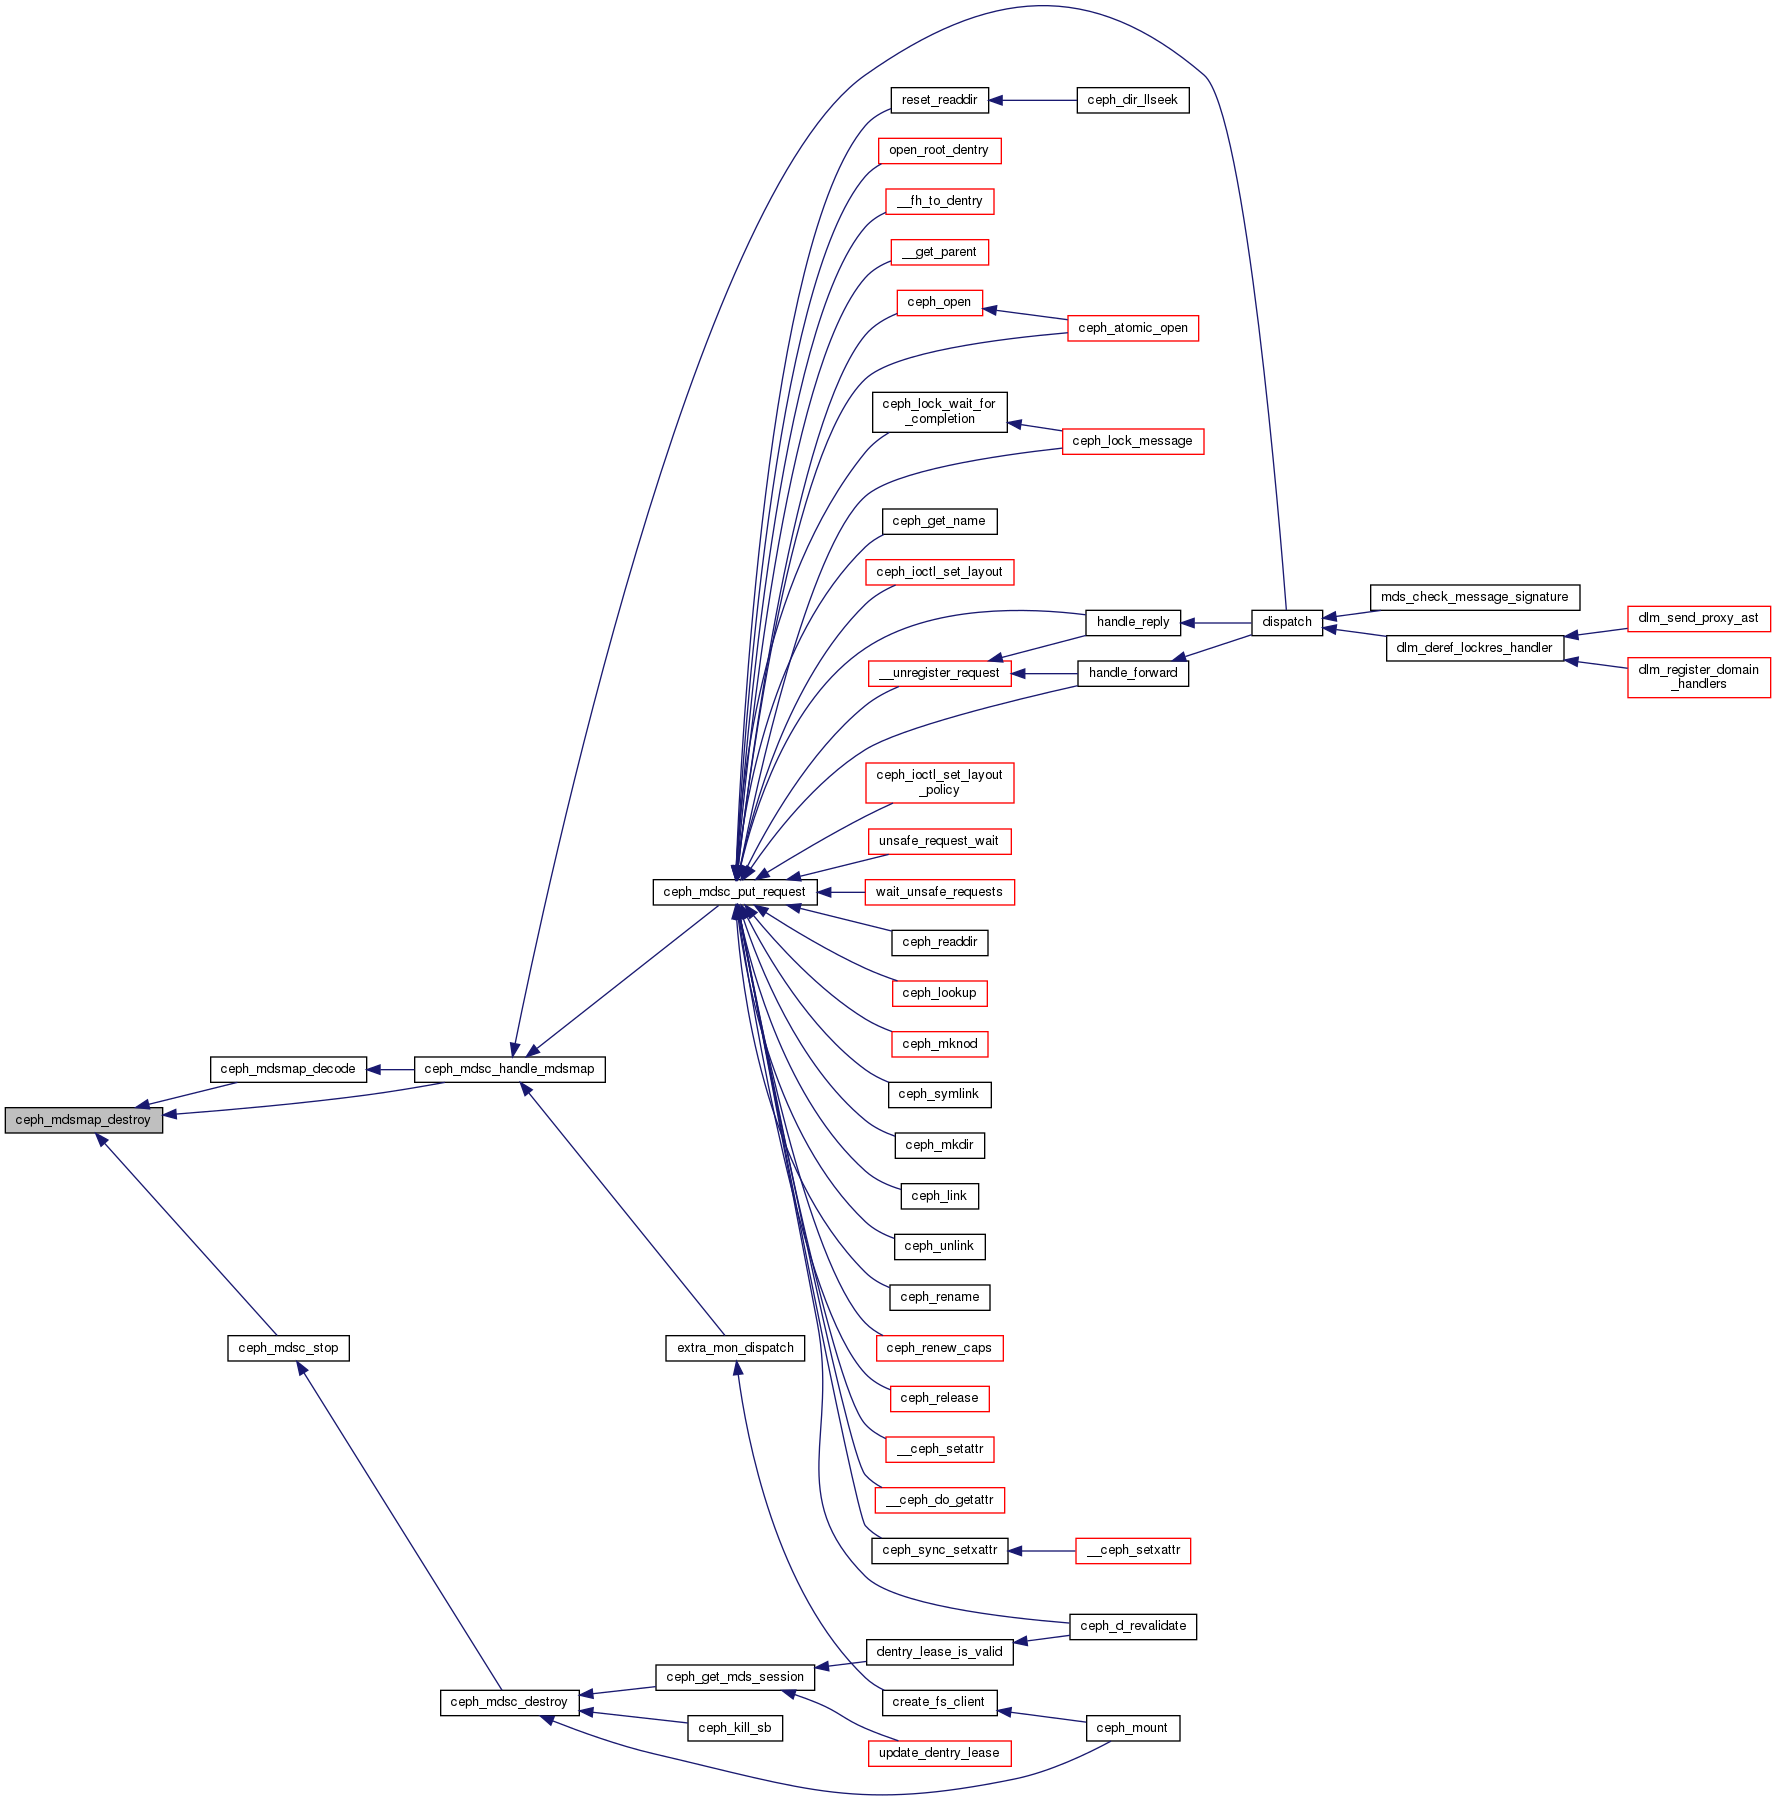 reset_readdir
ceph_dir_llseek
open_root_dentry
__fh_to_dentry
__get_parent
ceph_open
ceph_atomic_open
ceph_lock_wait_for
_completion
ceph_lock_message
ceph_get_name
ceph_ioctl_set_layout
handle_reply
dispatch
mds_check_message_signature
dlm_send_proxy_ast
dlm_deref_lockres_handler
__unregister_request
handle_forward
dlm_register_domain
_handlers
ceph_ioctl_set_layout
_policy
unsafe_request_wait
ceph_mdsc_put_request
wait_unsafe_requests
ceph_readdir
ceph_lookup
ceph_mknod
ceph_mdsmap_decode
ceph_mdsc_handle_mdsmap
ceph_symlink
ceph_mdsmap_destroy
ceph_mkdir
ceph_link
ceph_unlink
ceph_rename
ceph_mdsc_stop
extra_mon_dispatch
ceph_renew_caps
ceph_release
__ceph_setattr
__ceph_do_getattr
ceph_sync_setxattr
__ceph_setxattr
ceph_d_revalidate
dentry_lease_is_valid
ceph_get_mds_session
ceph_mdsc_destroy
create_fs_client
ceph_kill_sb
ceph_mount
update_dentry_lease